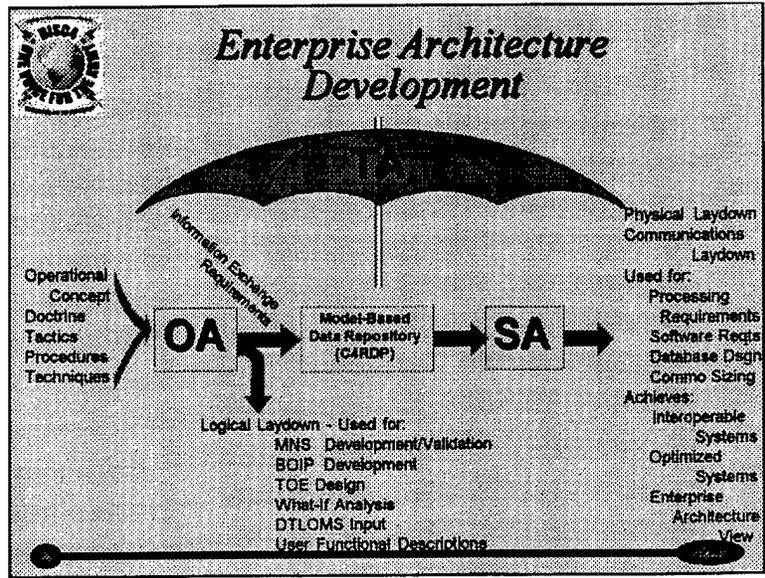 Enterprise Architecture
Development
TA
Information Exchange
Requirements
Operational
Concept
Doctrine
Tactics
Procedures
Techniques
OA
Model-Based
Data Repository
(C4RDP)
SA
Physical Laydown
Communications
Laydown
Used for:
Processing
Requirements
Software Reqts
Database Dsgn
Commo Sizing
Achieves:
Interoperable
Systems
Optimized
Systems
Enterprise
Architecture
View
Logical Laydown - Used for:
MNS Development/Validation
BOIP Development
TOE Design
What-If Analysis
DTLOMS Input
User Functional Descriptions